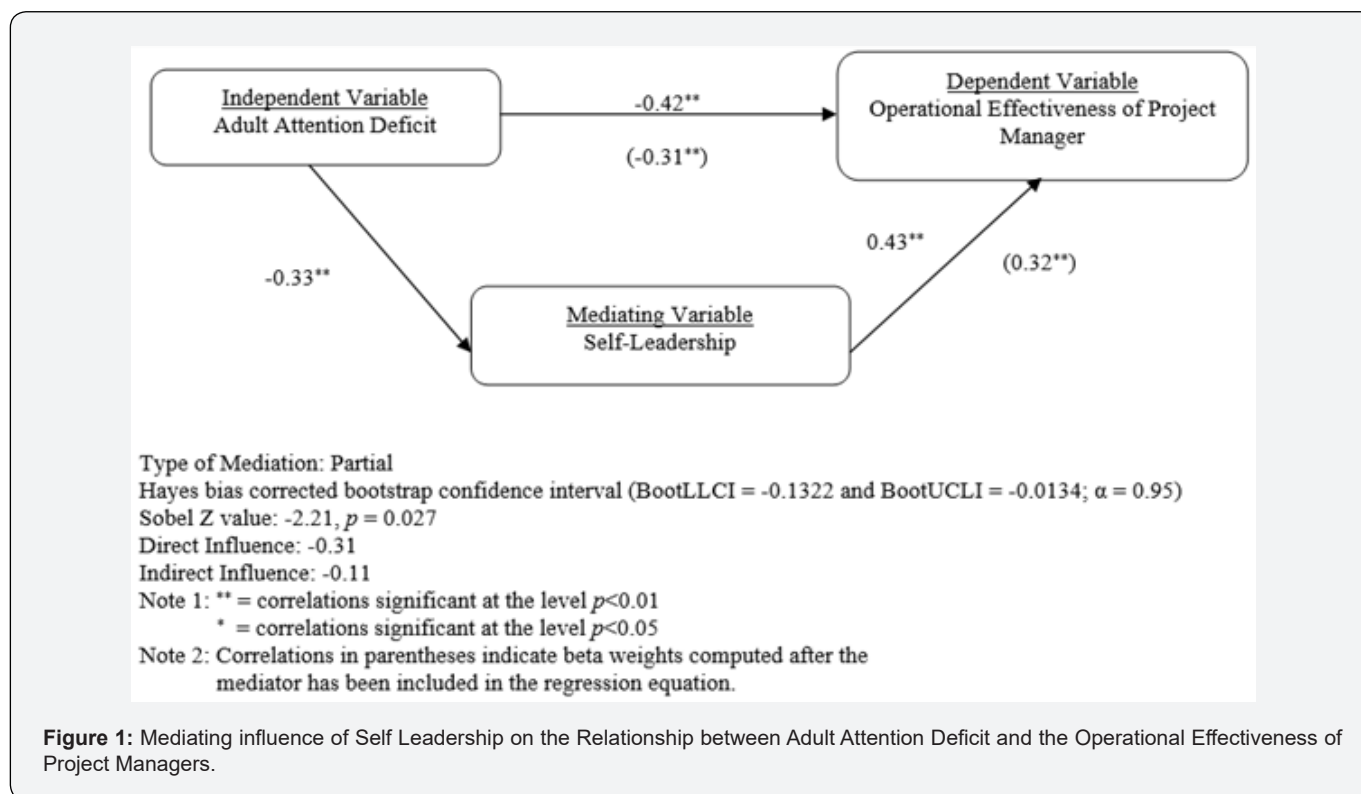 Independent Variable
Adult Attention Deficit
-0.42**
(-0.31**)
Dependent Variable
Operational Effectiveness of Project
Manager
-0.33**
0.43**
(0.32**)
Mediating Variable
Self-Leadership
Type of Mediation: Partial
Hayes bias corrected bootstrap confidence interval (BootLLCI = -0.1322 and BootUCLI = -0.0134; α = 0.95)
Sobel Z value: -2.21, p = 0.027
Direct Influence: -0.31
Indirect Influence: -0.11
Note 1: ** = correlations significant at the level p<0.01
* = correlations significant at the level p<0.05
Note 2: Correlations in parentheses indicate beta weights computed after the
mediator has been included in the regression equation.
Figure 1: Mediating influence of Self Leadership on the Relationship between Adult Attention Deficit and the Operational Effectiveness of
Project Managers.